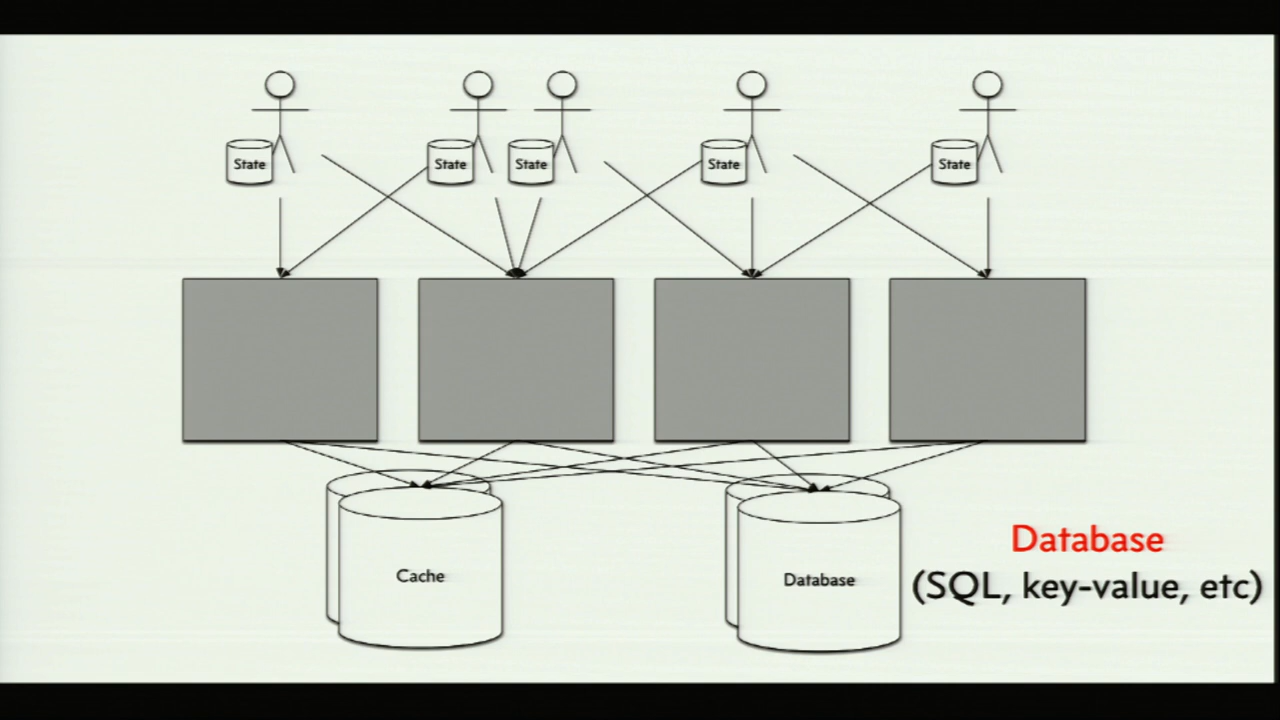 State
State
State
State
State
Cache
Database
Database
(SQL, key-value, etc)